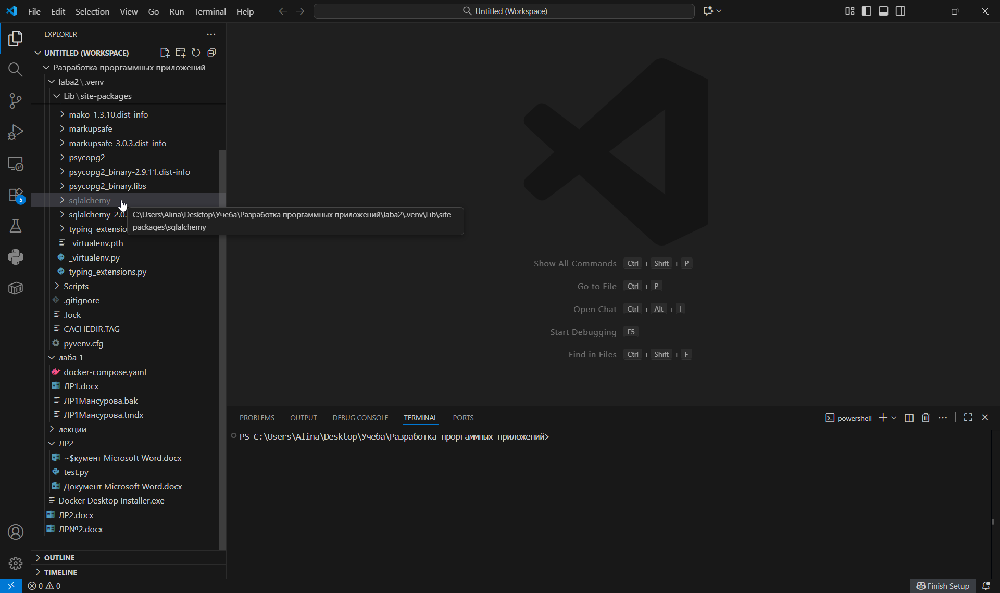 File Edit Selection View Go Run Terminal Help
Untitled (Workspace)
EXPLORER
UNTITLED (WORKSPACE)
Разработка проргаммных приложений
laba2\.venv
Lib\site-packages
mako-1.3.10.dist-info
markupsafe
markupsafe-3.0.3.dist-info
psycopg2
psycopg2_binary-2.9.11.dist-info
psycopg2_binary.libs
sqlalchemy
sqlalchemy-2.0.
C:\Users\Alina\Desktop\Учеба\Разработка проргаммных приложений\laba2\.venv\Lib\site-
packages\sqlalchemy
typing_extensio
_virtualenv.pth
_virtualenv.py
typing_extensions.py
Scripts
.gitignore
.lock
CACHEDIR.TAG
pyvenv.cfg
лаба 1
docker-compose.yaml
ЛР1.docx
ЛР1Мансурова.bak
ЛР1Мансурова.tmdx
лекции
ЛР2
~$кумент Microsoft Word.docx
test.py
Документ Microsoft Word.docx
Docker Desktop Installer.exe
ЛР2.docx
ЛР№2.docx
OUTLINE
TIMELINE
5
Show All Commands Ctrl + Shift + P
Go to File Ctrl + P
Open Chat Ctrl + Alt + I
Start Debugging F5
Find in Files Ctrl + Shift + F
PROBLEMS OUTPUT DEBUG CONSOLE TERMINAL PORTS
powershell
PS C:\Users\Alina\Desktop\Учеба\Разработка проргаммных приложений>
0 0
Finish Setup